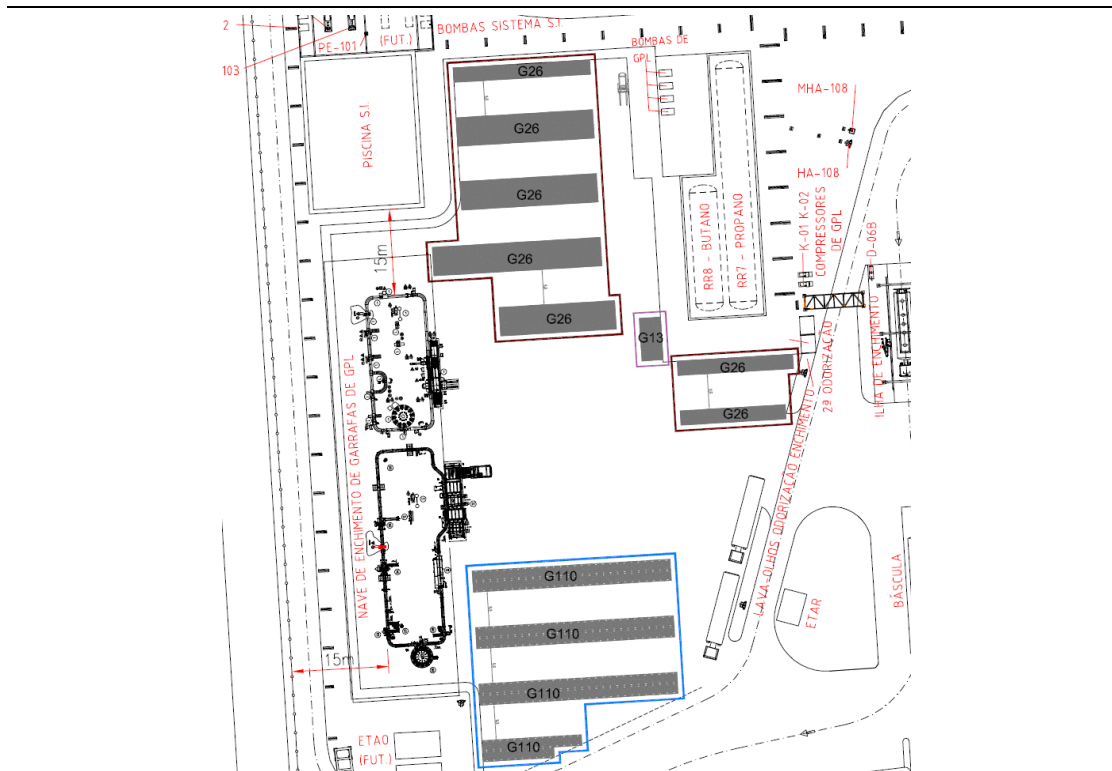 2
PE-101
(FUT.)
BOMBAS SISTEMA S.I.
103
BOMBAS DE
GPL
MHA-108
HA-108
PISCINA S.I.
G26
G26
G26
G26
G26
15m
RR8 - BUTANO
RR7 - PROPANO
K-01 K-02
COMPRESSORES
DE GPL
D-06B
G13
G26
G26
2ª ODORIZAÇÃO
ILHA DE ENCHIMENTO
NAVE DE ENCHIMENTO DE GARRAFAS DE GPL
LAVA-OLHOS ODORIZAÇÃO ENCHIMENTO
G110
G110
G110
G110
15m
ETAR
BÁSCULA
ETAO
(FUT.)